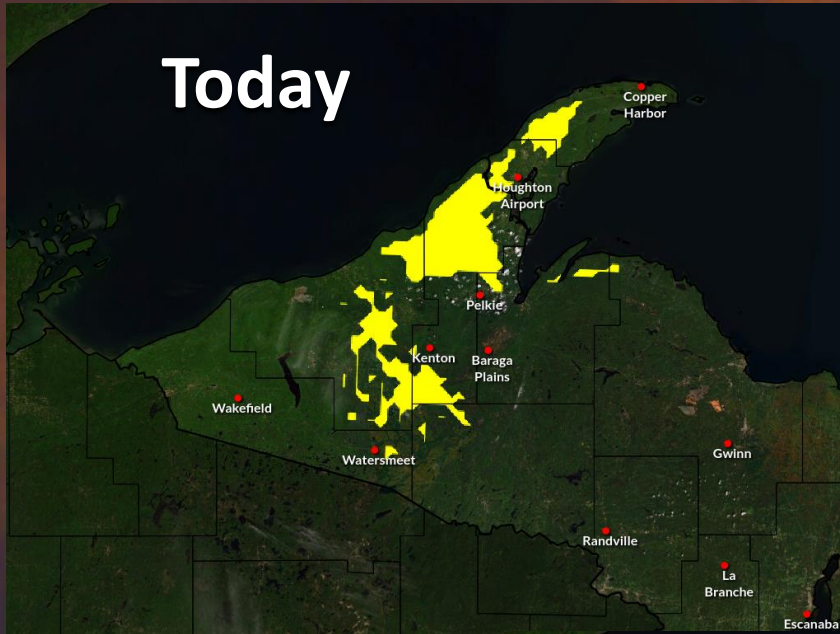 Today
Copper
Harbor
Houghton
Airport
Pelkie
Kenton
Baraga
Plains
Wakefield
Watersmeet
Gwinn
Randville
La
Branche
Escanaba